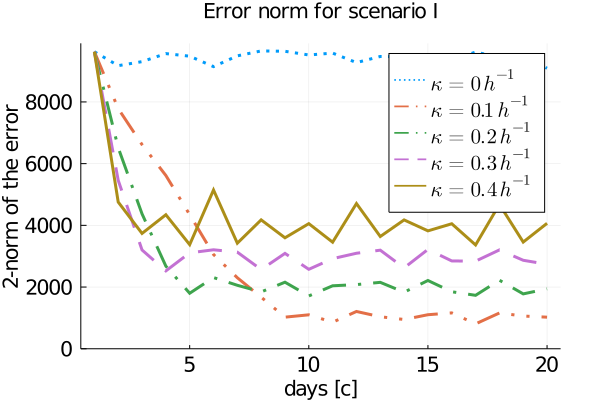 Error norm for scenario I
κ = 0 h⁻¹
κ = 0.1 h⁻¹
κ = 0.2 h⁻¹
κ = 0.3 h⁻¹
κ = 0.4 h⁻¹
8000
6000
4000
2000
0
2-norm of the error
5 10 15 20
days [c]